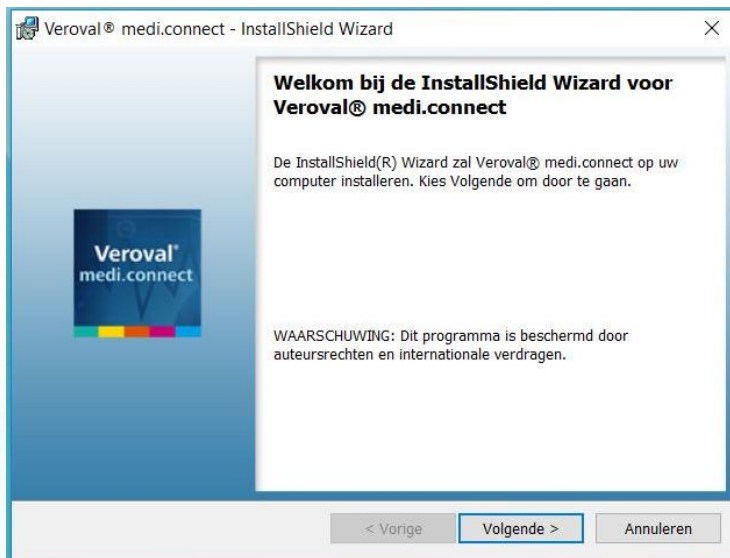 Veroval® medi.connect - InstallShield Wizard
Welkom bij de InstallShield Wizard voor
Veroval® medi.connect
De InstallShield(R) Wizard zal Veroval® medi.connect op uw
computer installeren. Kies Volgende om door te gaan.
Veroval®
medi.connect
WAARSCHUWING: Dit programma is beschermd door
auteursrechten en internationale verdragen.
< Vorige
Volgende >
Annuleren